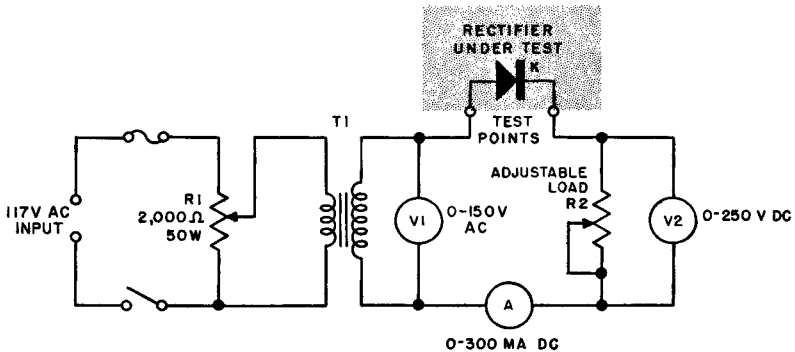 RECTIFIER
UNDER TEST
K
T1
TEST
POINTS
117V AC
INPUT
R1
2,000Ω
50W
V1
0-150V
AC
ADJUSTABLE
LOAD
R2
V2
0-250 V DC
A
0-300 MA DC